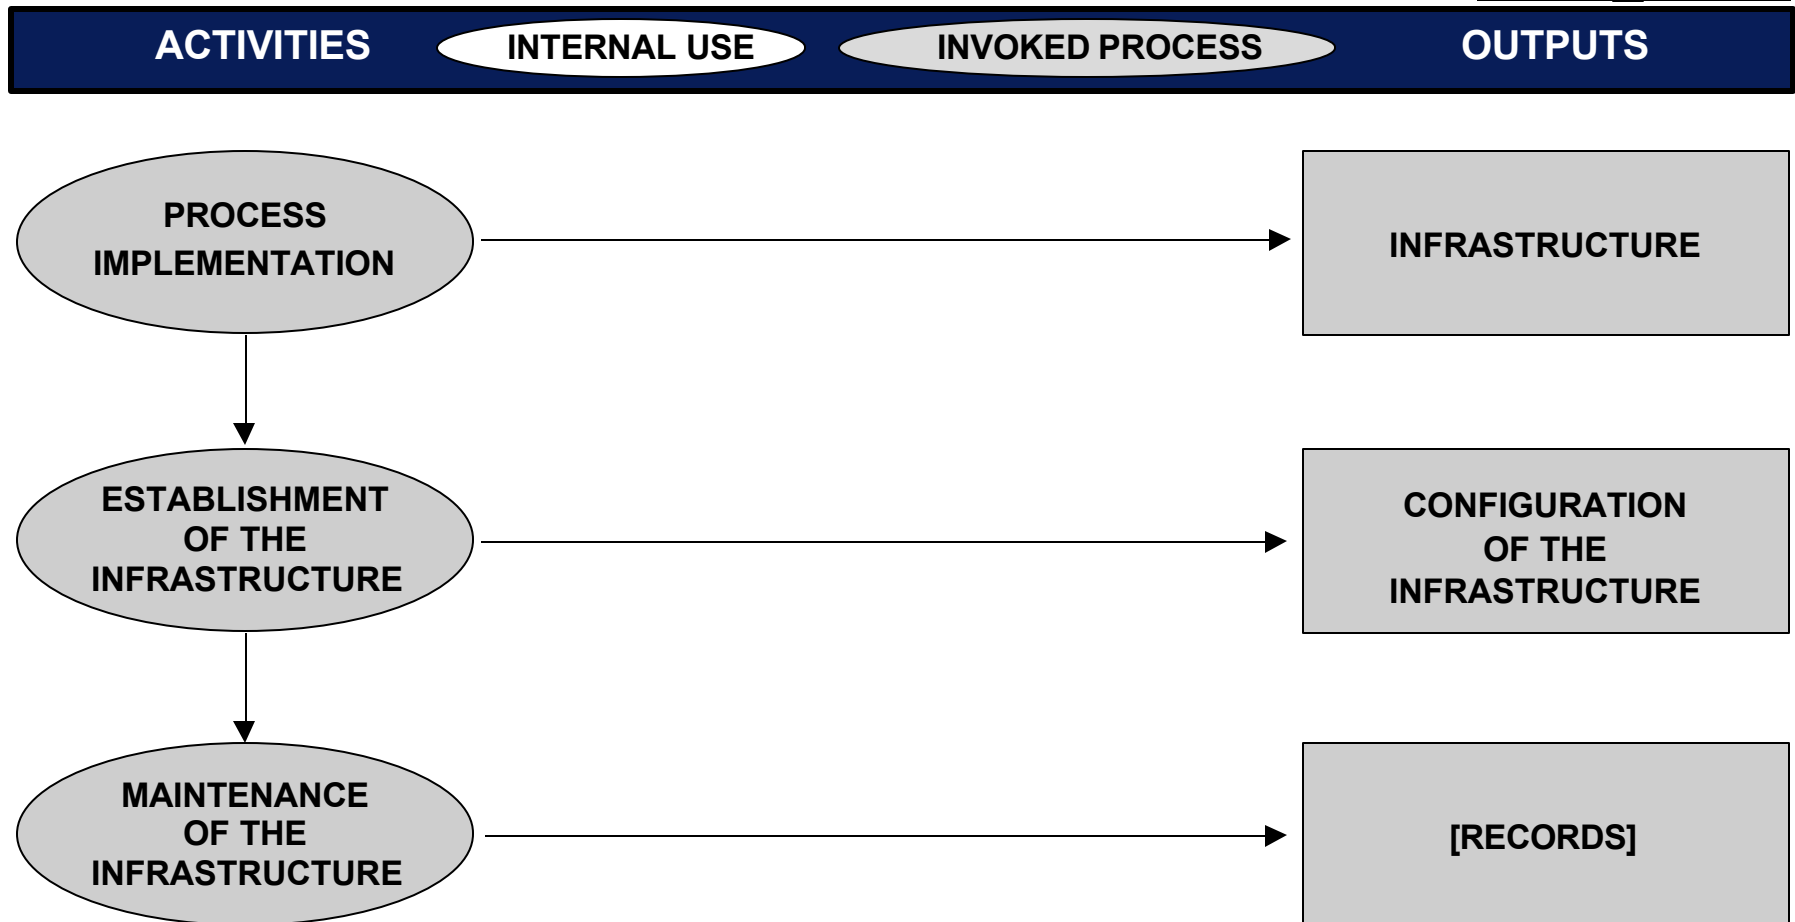 ACTIVITIES INTERNAL USE INVOKED PROCESS OUTPUTS
PROCESS
IMPLEMENTATION
INFRASTRUCTURE
ESTABLISHMENT
OF THE
INFRASTRUCTURE
CONFIGURATION
OF THE
INFRASTRUCTURE
MAINTENANCE
OF THE
INFRASTRUCTURE
[RECORDS]